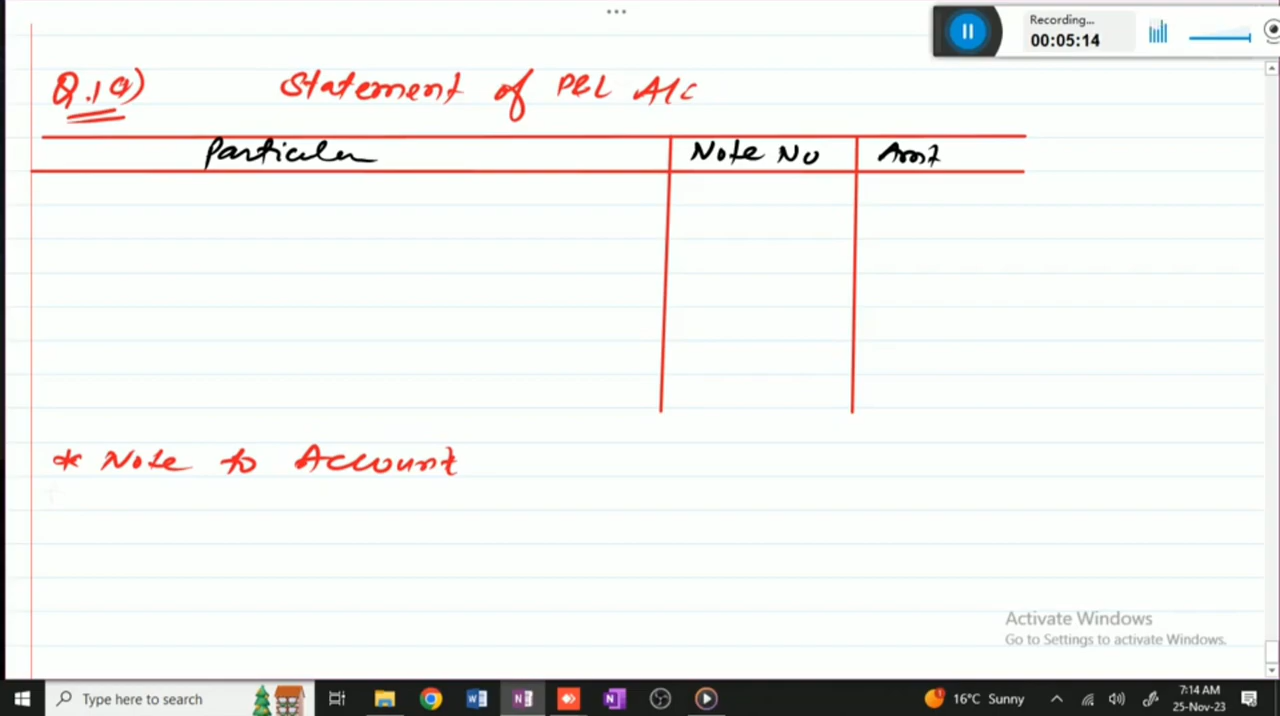 Recording...
00:05:14
Q.1 a) Statement of P&L A/c
Particular Note No Amt
* Note to Account
Activate Windows
Go to Settings to activate Windows.
Type here to search
16°C Sunny
7:14 AM
25-Nov-23